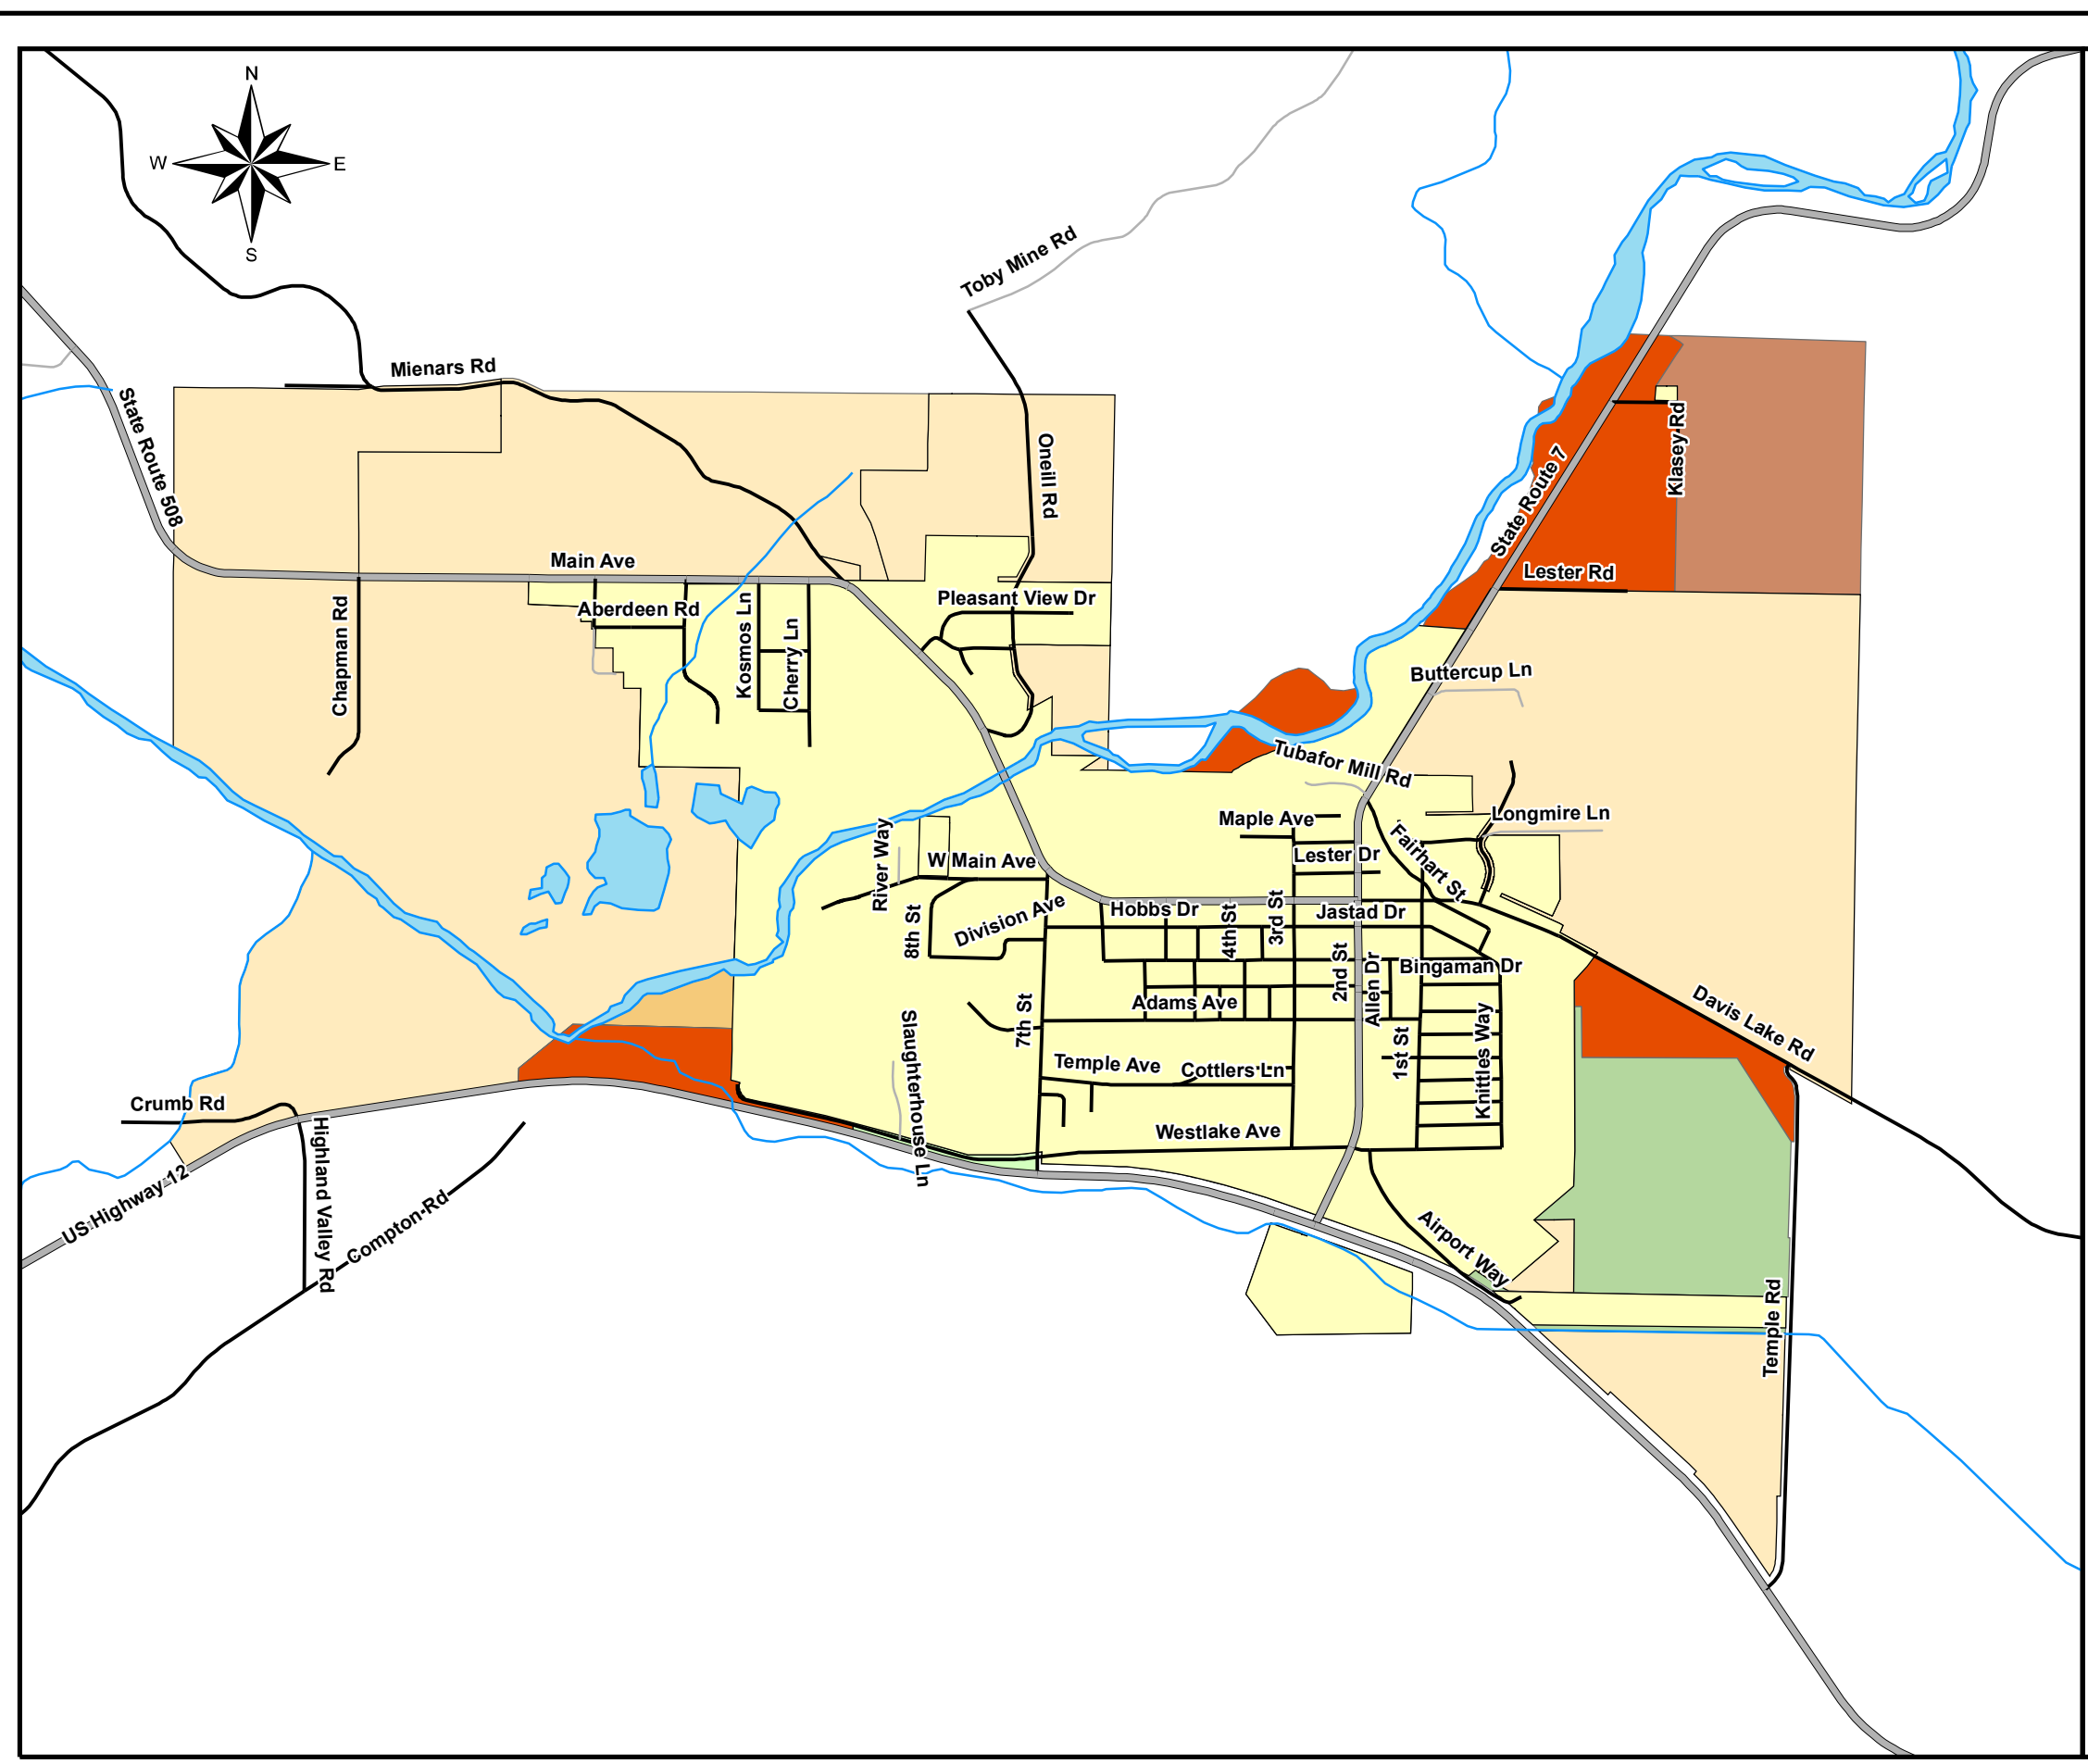 N
W
E
S
Toby Mine Rd
Mienars Rd
State Route 508
Oneill Rd
Klasey Rd
State Route 7
Main Ave
Lester Rd
Chapman Rd
Aberdeen Rd
Kosmos Ln
Cherry Ln
Pleasant View Dr
Buttercup Ln
Tubafor Mill Rd
Maple Ave
Longmire Ln
River Way
W Main Ave
Lester Dr
Fairhart St
8th St
Division Ave
Hobbs Dr
4th St
3rd St
Jastad Dr
2nd St
Allen Dr
Bingaman Dr
Adams Ave
7th St
Davis Lake Rd
Slaughterhouse Ln
Temple Ave
Cottlers Ln
1st St
Knittles Way
Crumb Rd
Highland Valley Rd
Westlake Ave
US Highway 12
Compton Rd
Airport Way
Temple Rd